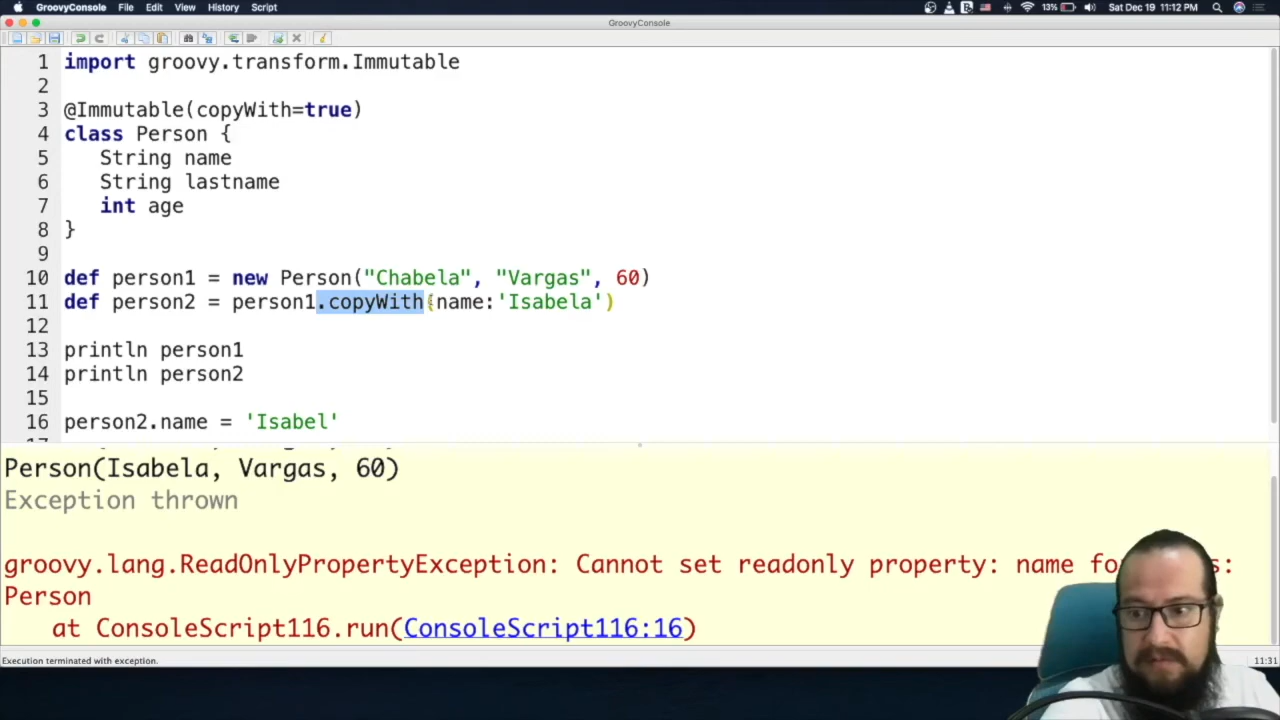 GroovyConsole File Edit View History Script 13% Sat Dec 19 11:12 PM
GroovyConsole
1 import groovy.transform.Immutable
2
3 @Immutable(copyWith=true)
4 class Person {
5 String name
6 String lastname
7 int age
8 }
9
10 def person1 = new Person("Chabela", "Vargas", 60)
11 def person2 = person1.copyWith(name:'Isabela')
12
13 println person1
14 println person2
15
16 person2.name = 'Isabel'
Person(Isabela, Vargas, 60)
Exception thrown
groovy.lang.ReadOnlyPropertyException: Cannot set readonly property: name s:
Person
at ConsoleScript116.run(ConsoleScript116:16)
Execution terminated with exception. 11:31